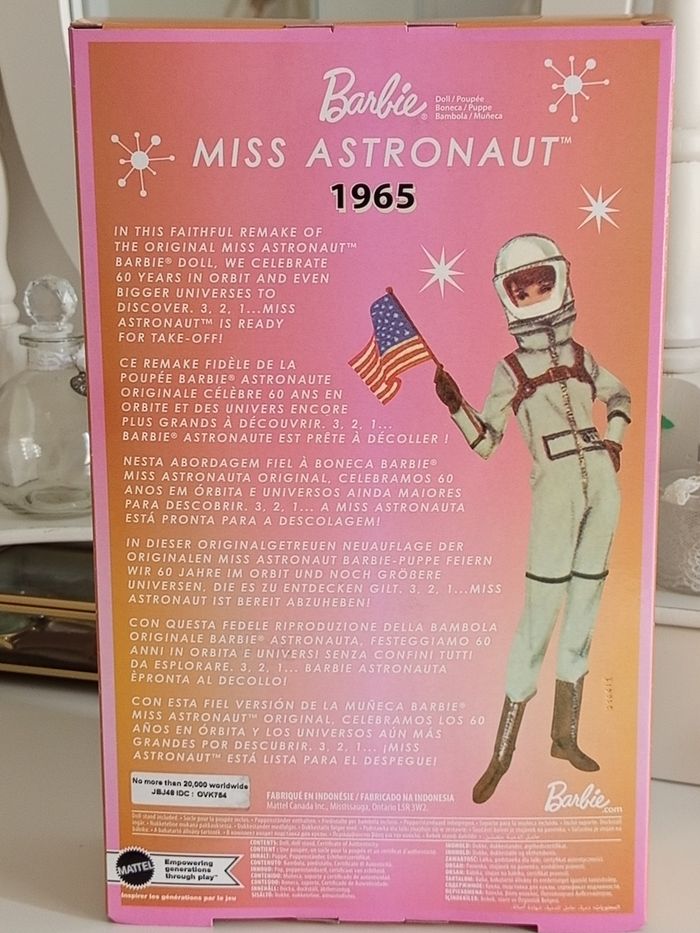 Barbie®
Doll / Poupée
Boneca / Puppe
Bambola / Muñeca
MISS ASTRONAUT™
1965
IN THIS FAITHFUL REMAKE OF
THE ORIGINAL MISS ASTRONAUT™
BARBIE® DOLL, WE CELEBRATE
60 YEARS IN ORBIT AND EVEN
BIGGER UNIVERSES TO
DISCOVER. 3, 2, 1...MISS
ASTRONAUT™ IS READY
FOR TAKE-OFF!
CE REMAKE FIDÈLE DE LA
POUPÉE BARBIE® ASTRONAUTE
ORIGINALE CÉLÈBRE 60 ANS EN
ORBITE ET DES UNIVERS ENCORE
PLUS GRANDS À DÉCOUVRIR. 3, 2, 1...
BARBIE® ASTRONAUTE EST PRÊTE À DÉCOLLER !
NESTA ABORDAGEM FIEL À BONECA BARBIE®
MISS ASTRONAUTA ORIGINAL, CELEBRAMOS 60
ANOS EM ÓRBITA E UNIVERSOS AINDA MAIORES
PARA DESCOBRIR. 3, 2, 1... A MISS ASTRONAUTA
ESTÁ PRONTA PARA A DESCOLAGEM!
IN DIESER ORIGINALGETREUEN NEUAUFLAGE DER
ORIGINALEN MISS ASTRONAUT BARBIE-PUPPE FEIERN
WIR 60 JAHRE IM ORBIT UND NOCH GRÖßERE
UNIVERSEN, DIE ES ZU ENTDECKEN GILT. 3, 2, 1...MISS
ASTRONAUT IST BEREIT ABZUHEBEN!
CON QUESTA FEDELE RIPRODUZIONE DELLA BAMBOLA
ORIGINALE BARBIE® ASTRONAUTA, FESTEGGIAMO 60
ANNI IN ORBITA E UNIVERSI SENZA CONFINI TUTTI
DA ESPLORARE. 3, 2, 1... BARBIE ASTRONAUTA
ÈPRONTA AL DECOLLO!
CON ESTA FIEL VERSIÓN DE LA MUÑECA BARBIE®
MISS ASTRONAUT™ ORIGINAL, CELEBRAMOS LOS 60
AÑOS EN ÓRBITA Y LOS UNIVERSOS AÚN MÁS
GRANDES POR DESCUBRIR. 3, 2, 1... ¡MISS
ASTRONAUT™ ESTÁ LISTA PARA EL DESPEGUE!
No more than 20,000 worldwide
JBJ48 IDC : OVK764
FABRIQUÉ EN INDONÉSIE / FABRICADO NA INDONESIA
Mattel Canada Inc., Mississauga, Ontario L5R 3W2.
Barbie.com
CONTENTS: Doll, doll stand, Certificate of Authenticity
MATTEL
Empowering
generations
through play™
Inspirer les générations par le jeu